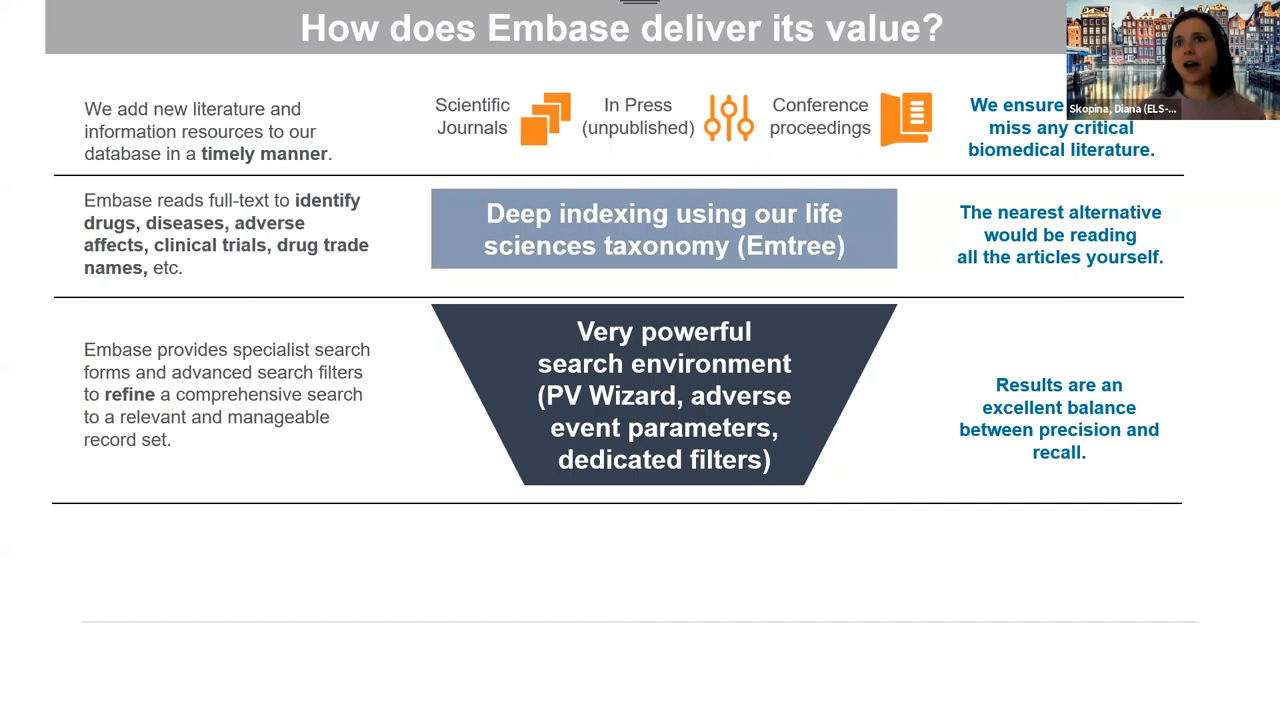 How does Embase deliver its value?
We add new literature and
information resources to our
database in a timely manner.
Scientific
Journals
In Press
(unpublished)
Conference
proceedings
We ensure
miss any critical
biomedical literature.
Skopina, Diana (ELS-...
Embase reads full-text to identify
drugs, diseases, adverse
affects, clinical trials, drug trade
names, etc.
Deep indexing using our life
sciences taxonomy (Emtree)
The nearest alternative
would be reading
all the articles yourself.
Embase provides specialist search
forms and advanced search filters
to refine a comprehensive search
to a relevant and manageable
record set.
Very powerful
search environment
(PV Wizard, adverse
event parameters,
dedicated filters)
Results are an
excellent balance
between precision and
recall.